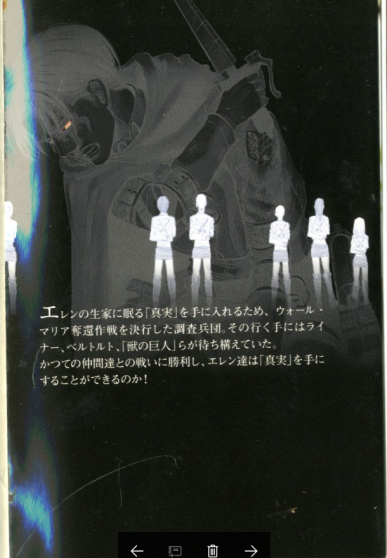 エレンの生家に眠る「真実」を手に入れるため、ウォール・
マリア奪還作戦を決行した調査兵団。その行く手にはライ
ナー、ベルトルト、「獣の巨人」らが待ち構えていた。
かつての仲間達との戦いに勝利し、エレン達は「真実」を手に
することができるのか!